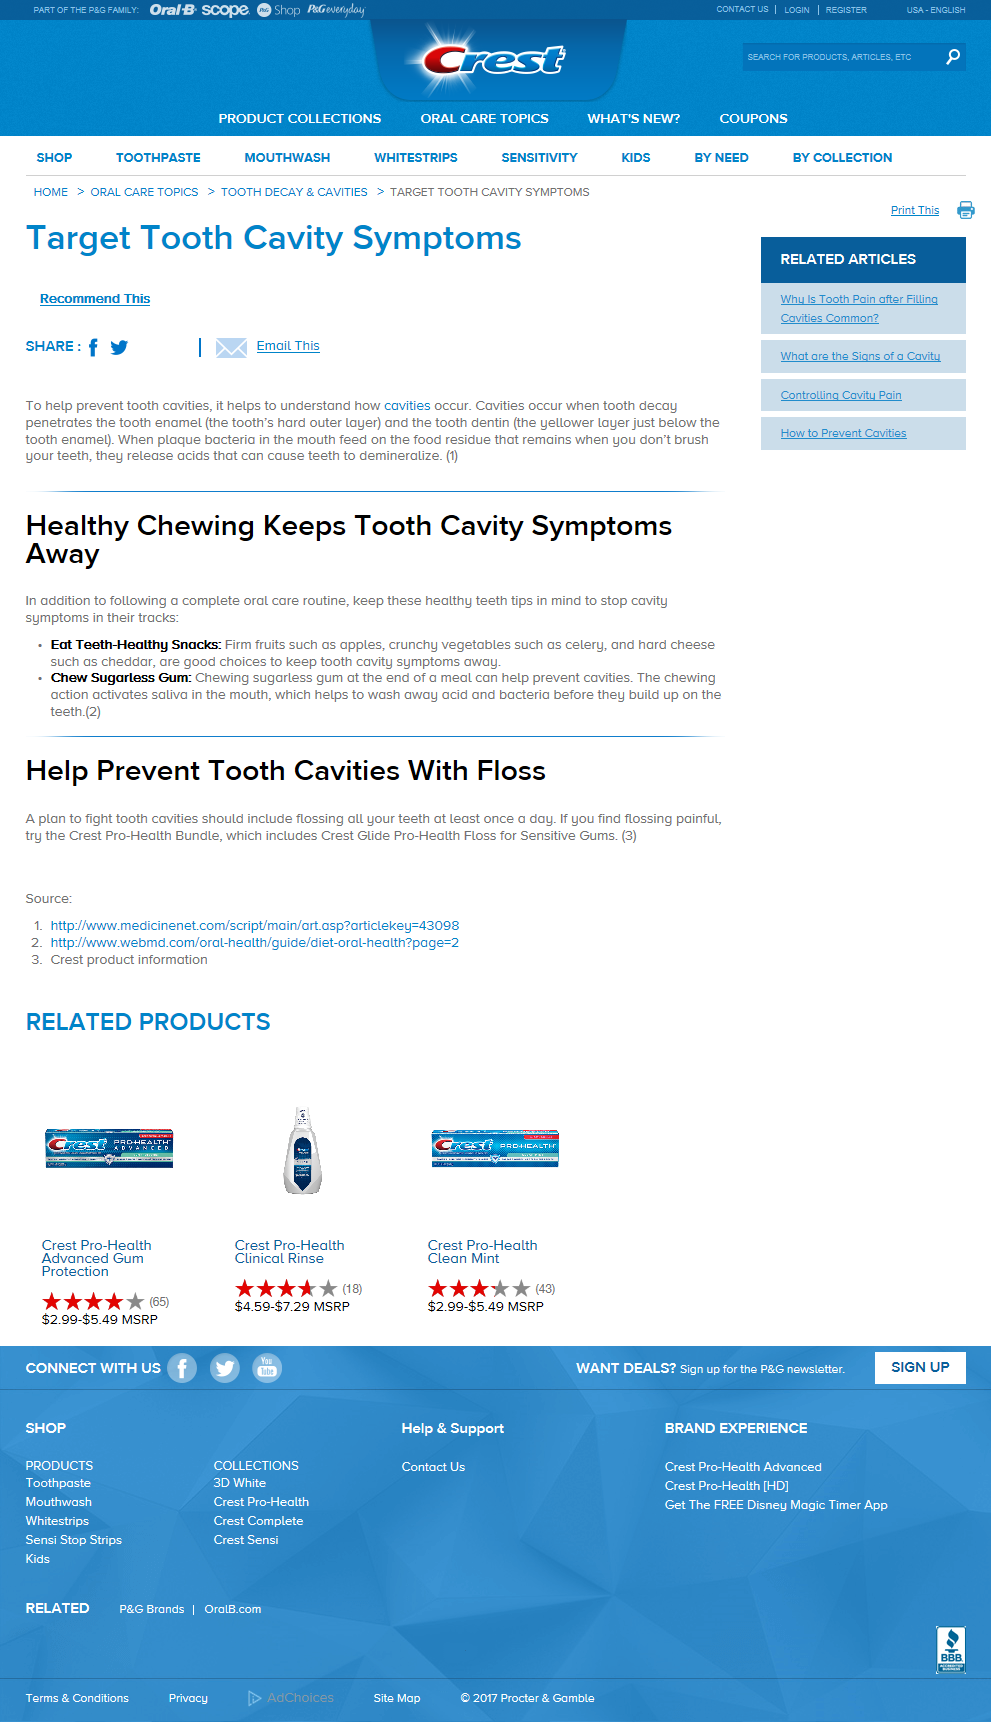 PART OF THE P&G FAMILY: Oral-B scope. P&G Shop P&G everyday
CONTACT US | LOGIN | REGISTER USA - ENGLISH
Crest
SEARCH FOR PRODUCTS, ARTICLES, ETC
PRODUCT COLLECTIONS ORAL CARE TOPICS WHAT'S NEW? COUPONS
SHOP TOOTHPASTE MOUTHWASH WHITESTRIPS SENSITIVITY KIDS BY NEED BY COLLECTION
HOME > ORAL CARE TOPICS > TOOTH DECAY & CAVITIES > TARGET TOOTH CAVITY SYMPTOMS
Print This
Target Tooth Cavity Symptoms
Recommend This
SHARE : | Email This
To help prevent tooth cavities, it helps to understand how cavities occur. Cavities occur when tooth decay
penetrates the tooth enamel (the tooth's hard outer layer) and the tooth dentin (the yellower layer just below the
tooth enamel). When plaque bacteria in the mouth feed on the food residue that remains when you don't brush
your teeth, they release acids that can cause teeth to demineralize. (1)
RELATED ARTICLES
Why Is Tooth Pain after Filling
Cavities Common?
What are the Signs of a Cavity
Controlling Cavity Pain
How to Prevent Cavities
Healthy Chewing Keeps Tooth Cavity Symptoms
Away
In addition to following a complete oral care routine, keep these healthy teeth tips in mind to stop cavity
symptoms in their tracks:
• Eat Teeth-Healthy Snacks: Firm fruits such as apples, crunchy vegetables such as celery, and hard cheese
such as cheddar, are good choices to keep tooth cavity symptoms away.
• Chew Sugarless Gum: Chewing sugarless gum at the end of a meal can help prevent cavities. The chewing
action activates saliva in the mouth, which helps to wash away acid and bacteria before they build up on the
teeth.(2)
Help Prevent Tooth Cavities With Floss
A plan to fight tooth cavities should include flossing all your teeth at least once a day. If you find flossing painful,
try the Crest Pro-Health Bundle, which includes Crest Glide Pro-Health Floss for Sensitive Gums. (3)
Source:
1. http://www.medicinenet.com/script/main/art.asp?articlekey=43098
2. http://www.webmd.com/oral-health/guide/diet-oral-health?page=2
3. Crest product information
RELATED PRODUCTS
Crest PRO-HEALTH ADVANCED
Crest PRO-HEALTH
Crest Pro-Health
Advanced Gum
Protection
(65)
$2.99-$5.49 MSRP
Crest Pro-Health
Clinical Rinse
(18)
$4.59-$7.29 MSRP
Crest Pro-Health
Clean Mint
(43)
$2.99-$5.49 MSRP
CONNECT WITH US You Tube
WANT DEALS? Sign up for the P&G newsletter. SIGN UP
SHOP
PRODUCTS
Toothpaste
Mouthwash
Whitestrips
Sensi Stop Strips
Kids
COLLECTIONS
3D White
Crest Pro-Health
Crest Complete
Crest Sensi
Help & Support
Contact Us
BRAND EXPERIENCE
Crest Pro-Health Advanced
Crest Pro-Health [HD]
Get The FREE Disney Magic Timer App
RELATED P&G Brands | OralB.com
BBB
ACCREDITED
BUSINESS
Terms & Conditions Privacy AdChoices Site Map © 2017 Procter & Gamble